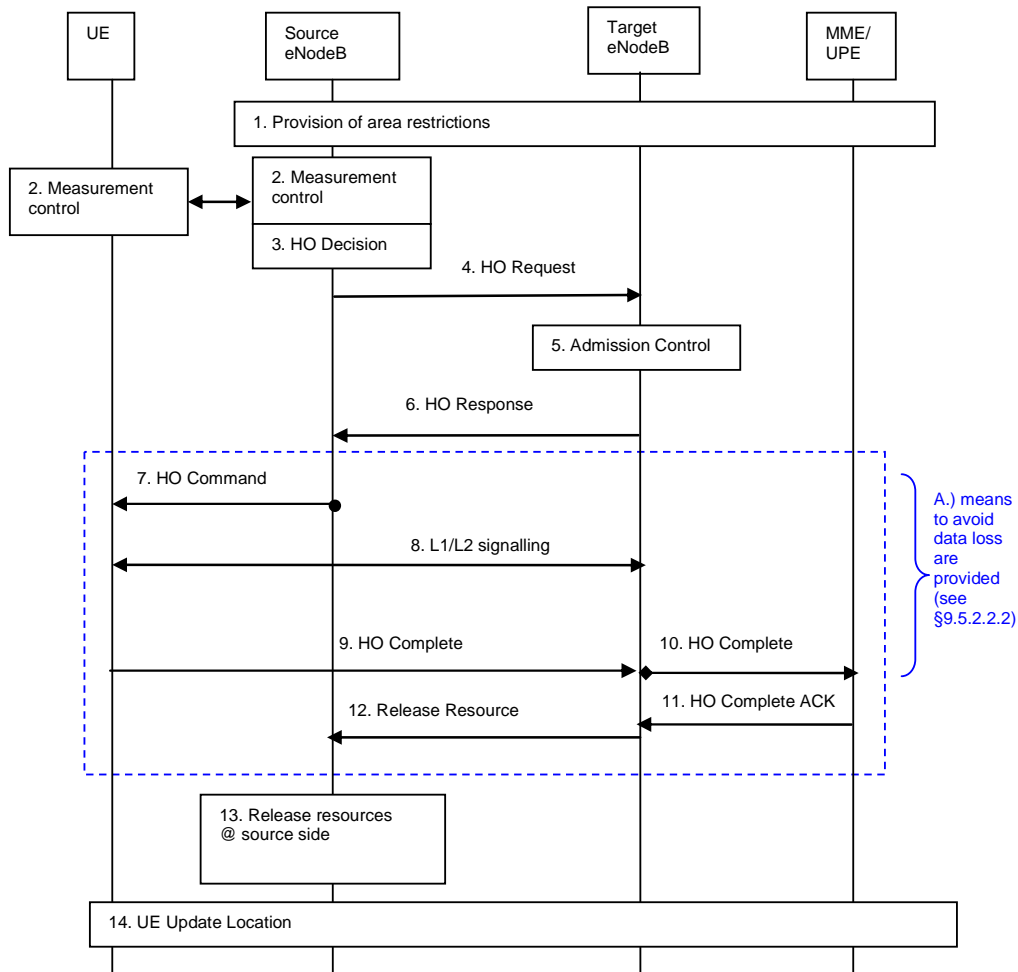 UE
Source
eNodeB
Target
eNodeB
MME/
UPE
1. Provision of area restrictions
2. Measurement
control
2. Measurement
control
3. HO Decision
4. HO Request
5. Admission Control
6. HO Response
7. HO Command
8. L1/L2 signalling
A.) means
to avoid
data loss
are
provided
(see
§9.5.2.2.2)
9. HO Complete
10. HO Complete
11. HO Complete ACK
12. Release Resource
13. Release resources
@ source side
14. UE Update Location